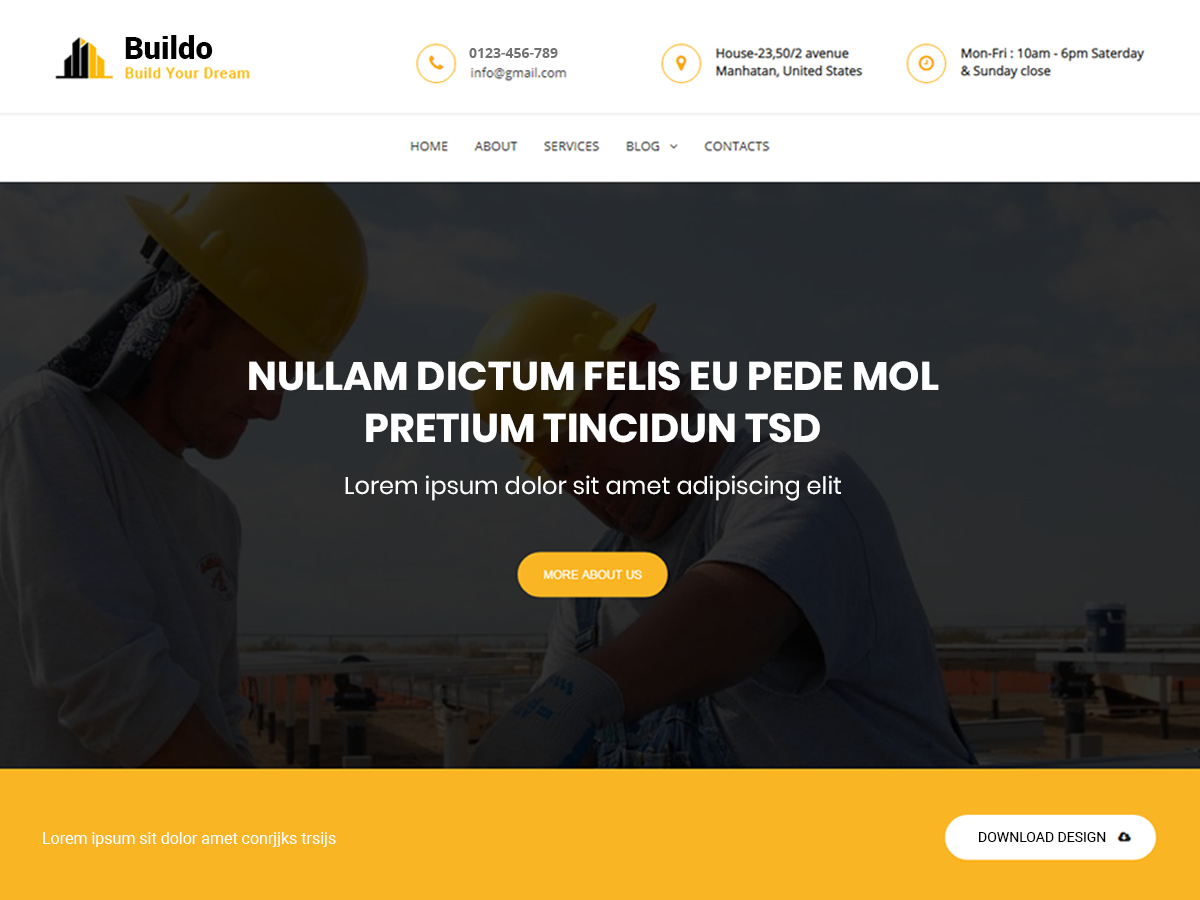 Buildo
Build Your Dream
0123-456-789
info@gmail.com
House-23,50/2 avenue
Manhatan, United States
Mon-Fri : 10am - 6pm Saterday
& Sunday close
HOME ABOUT SERVICES BLOG CONTACTS
NULLAM DICTUM FELIS EU PEDE MOL
PRETIUM TINCIDUN TSD
Lorem ipsum dolor sit amet adipiscing elit
MORE ABOUT US
Lorem ipsum sit dolor amet conrjjks trsijs
DOWNLOAD DESIGN